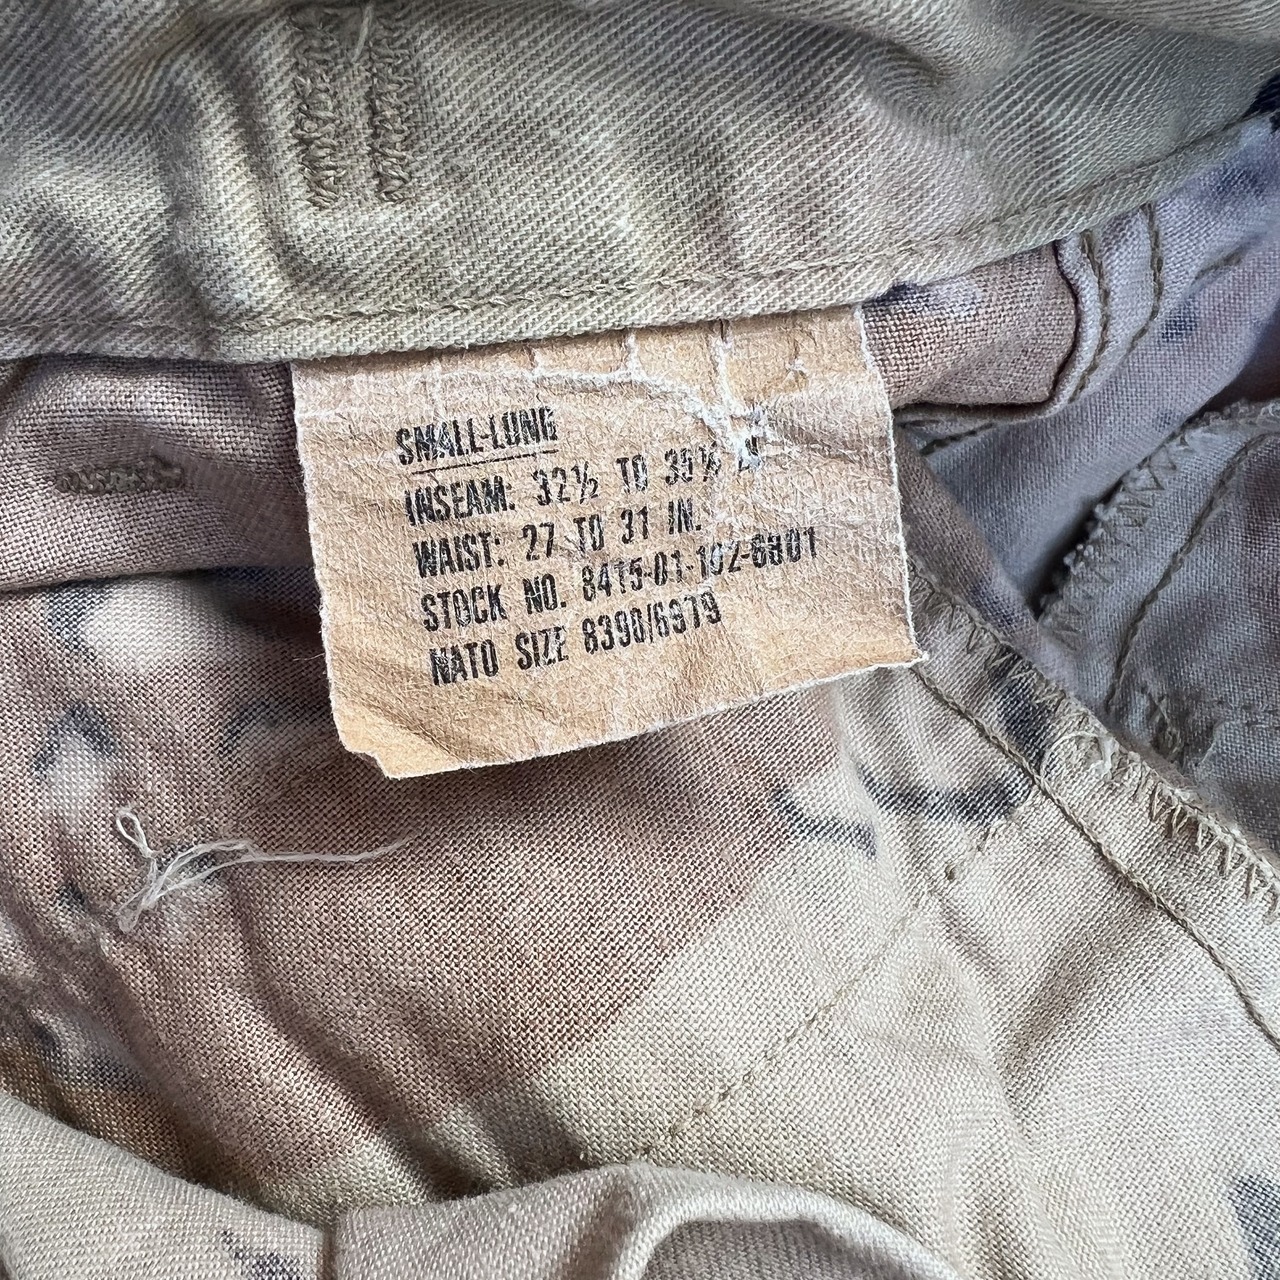 SMALL-LONG
INSEAM: 32½ TO 35½ IN
WAIST: 27 TO 31 IN.
STOCK NO. 8415-01-102-6801
NATO SIZE 8390/6979